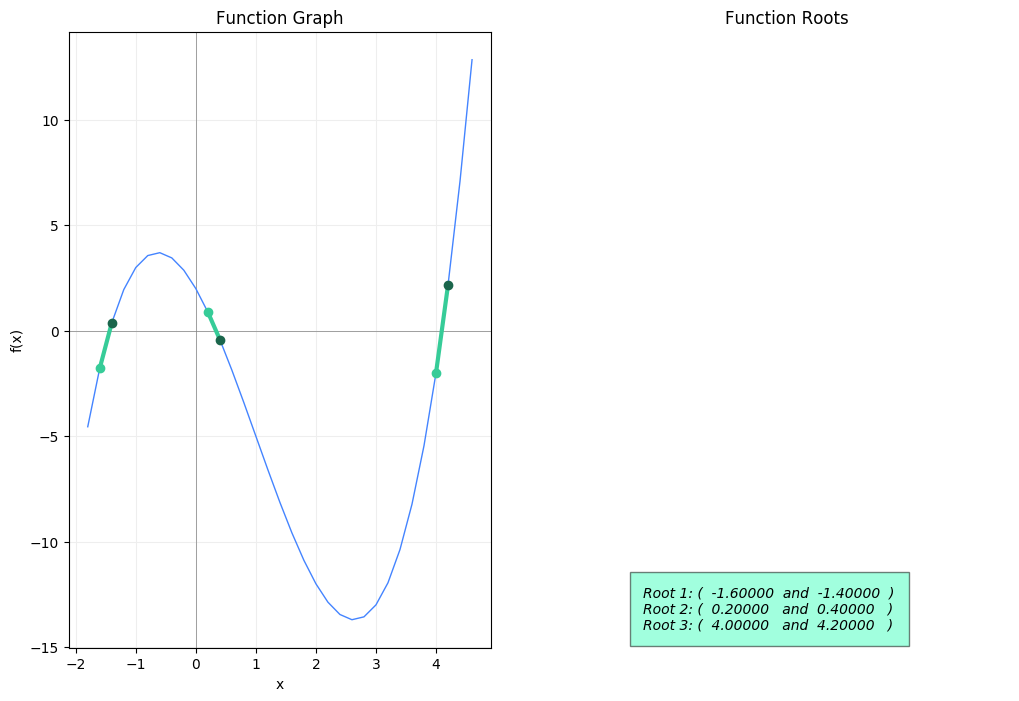 Function Graph
Function Roots
f(x)
10
5
0
−5
−10
−15
−2
−1
0
1
2
3
4
x
Root 1: (  -1.60000  and  -1.40000  )
Root 2: (  0.20000   and  0.40000   )
Root 3: (  4.00000   and  4.20000   )